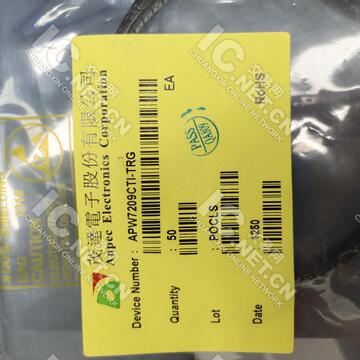 茂達電子股份有限公司
Anpec Electronics Corporation
Device Number : APW7209CTI-TRG
Quantity : 50 EA
Lot : POCLS
Date : 1250 RoHS
PASS
CAUTION
IC.NET.CN